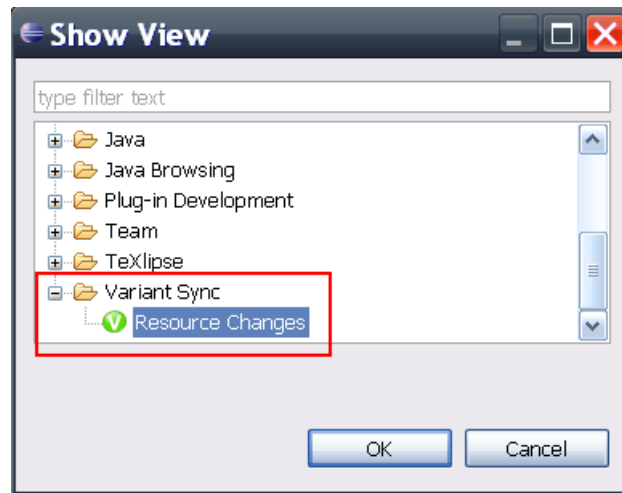 Show View
type filter text
Java
Java Browsing
Plug-in Development
Team
TeXlipse
Variant Sync
V Resource Changes
OK Cancel